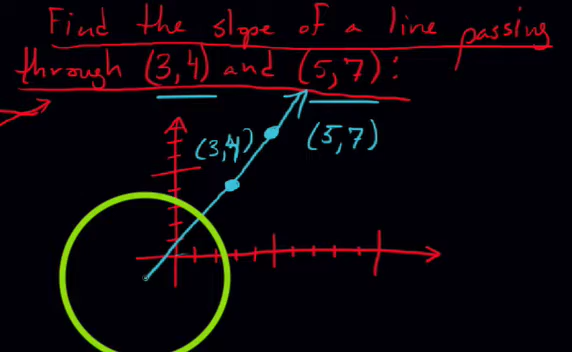 Find the slope of a line passing
through (3,4) and (5,7):
(3,4) (5,7)